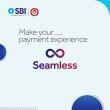 SBI
Make your .....
payment experience
Seamless